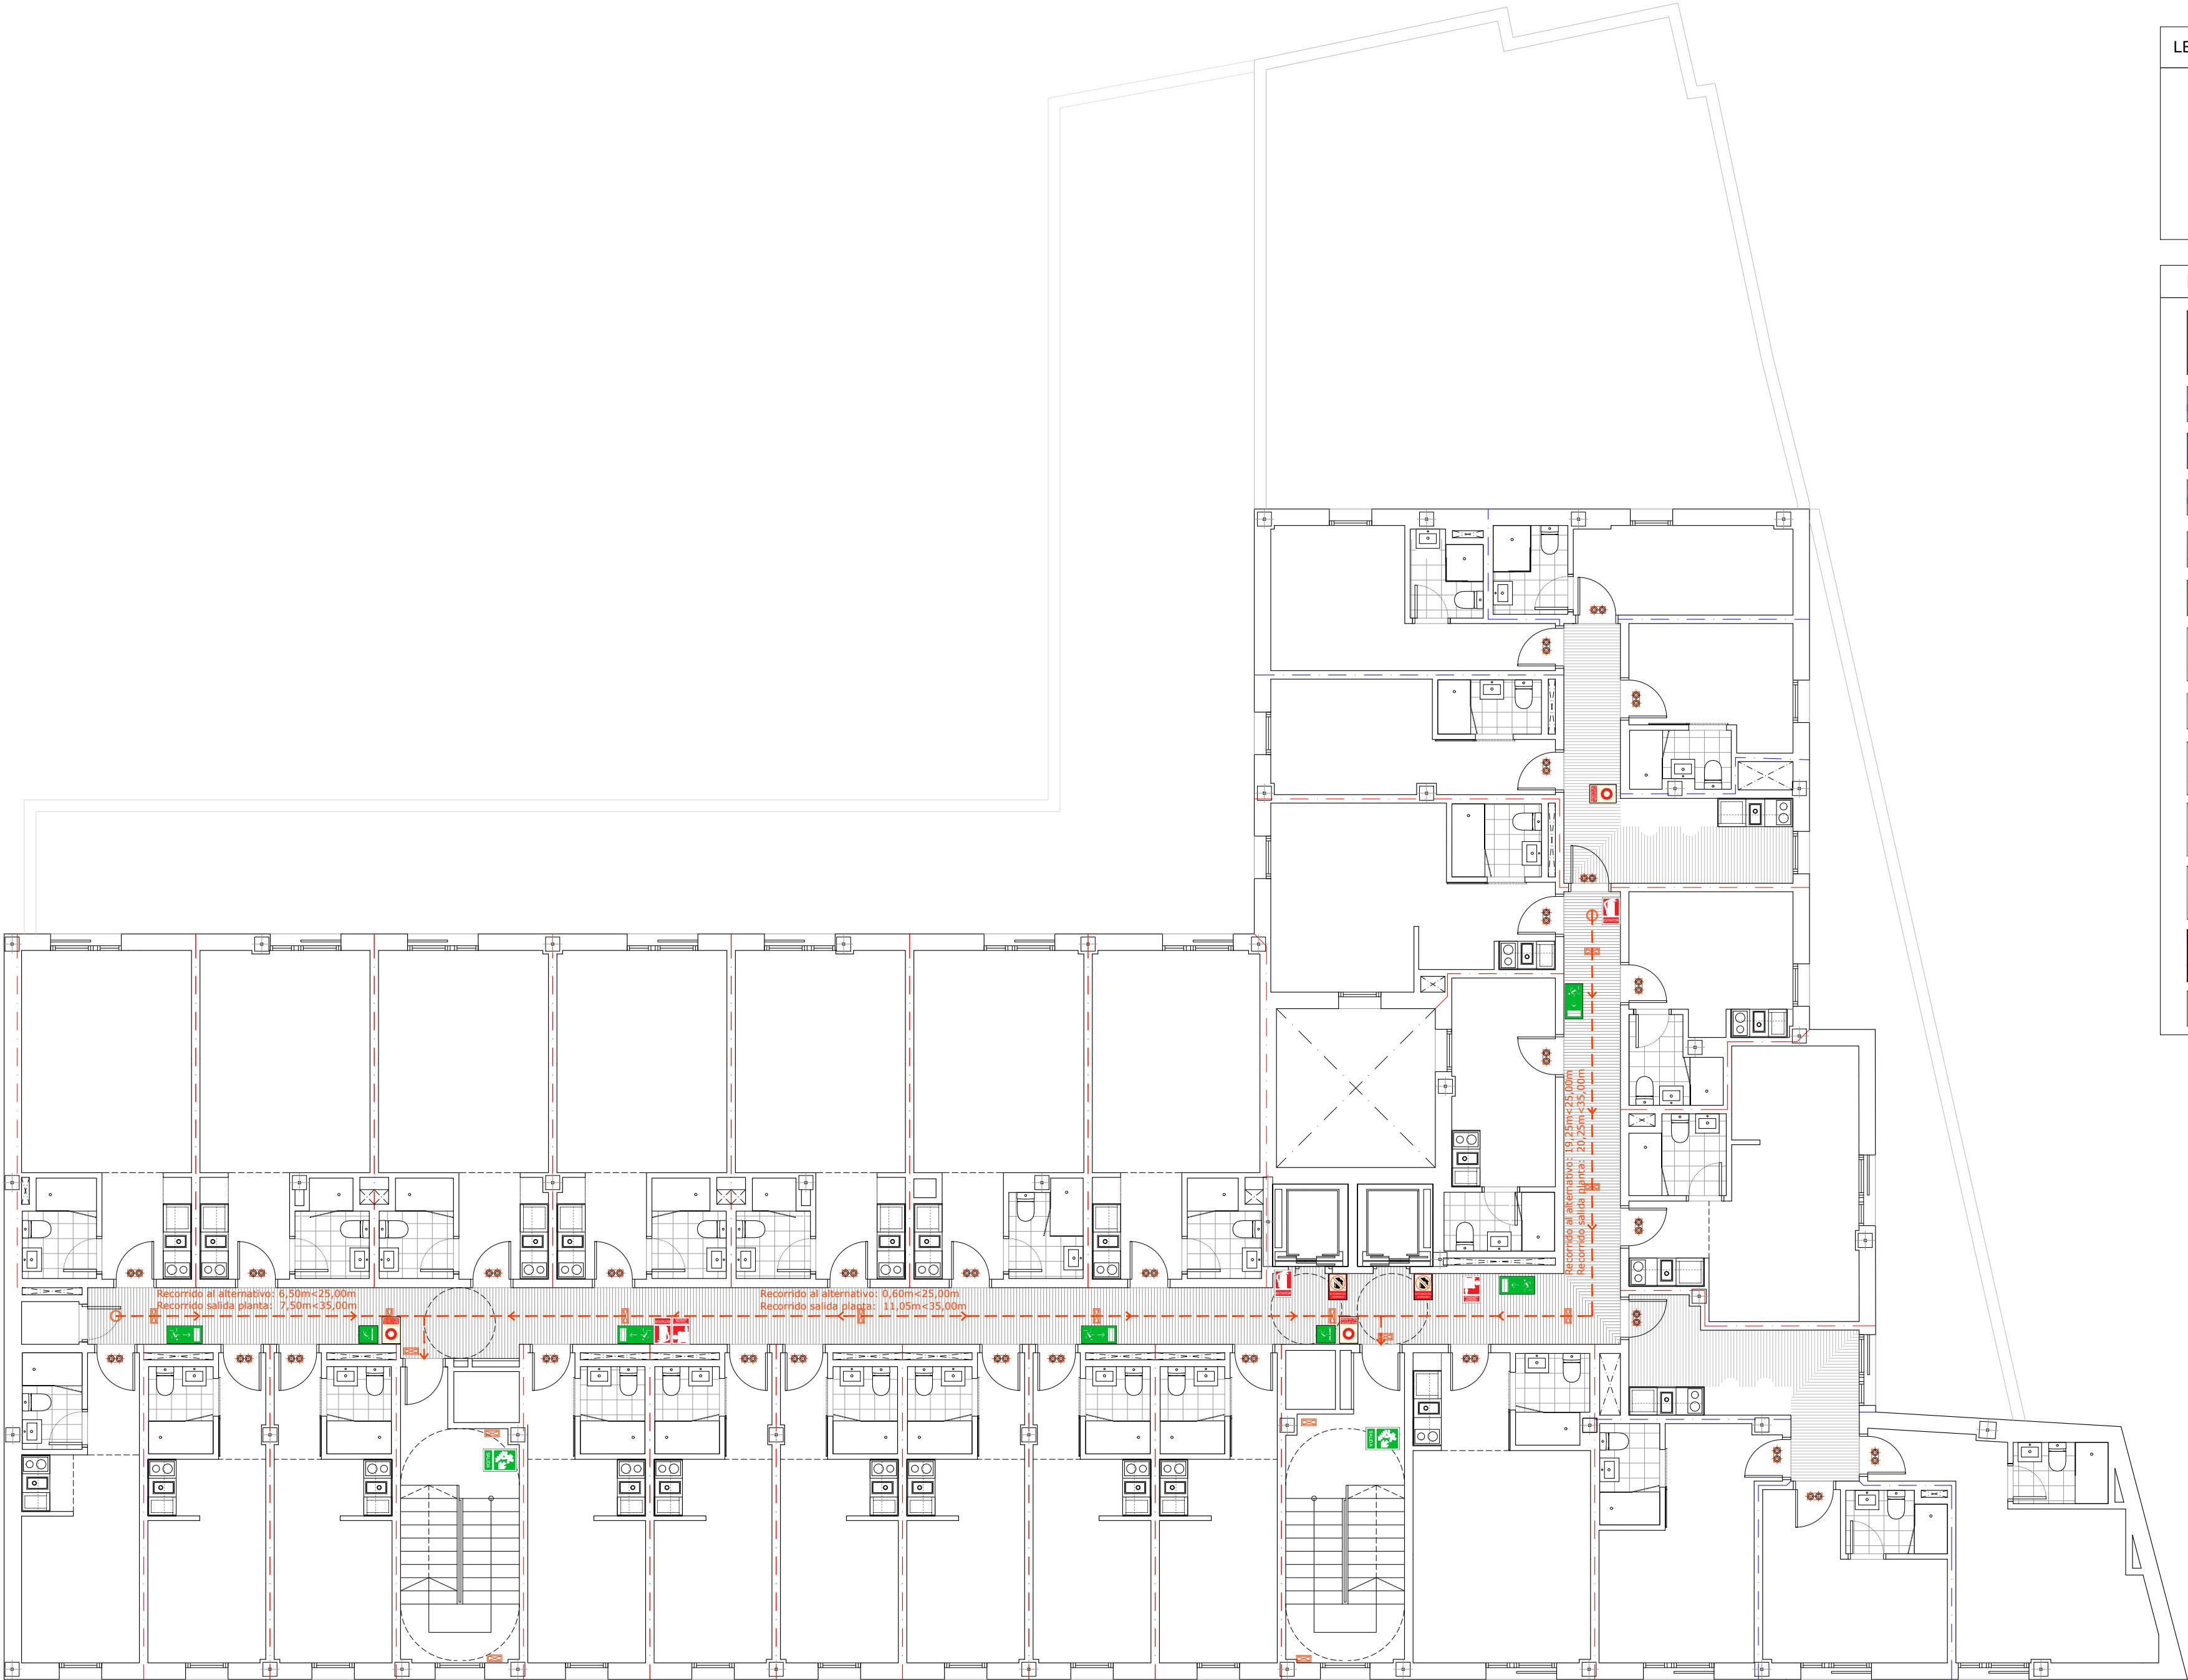 LE
Recorrido al alternativo: 19,25m<25,00m
Recorrido salida planta: 20,25m<35,00m
Recorrido al alternativo: 6,50m<25,00m
Recorrido salida planta: 7,50m<35,00m
Recorrido al alternativo: 0,60m<25,00m
Recorrido salida planta: 11,05m<35,00m